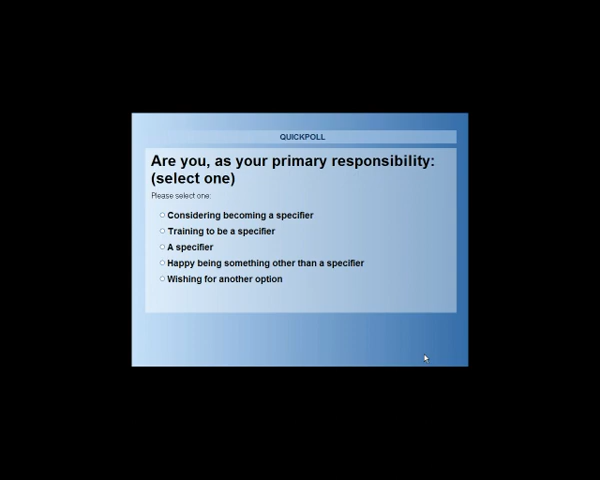 QUICKPOLL
Are you, as your primary responsibility:
(select one)
Please select one:
Considering becoming a specifier
Training to be a specifier
A specifier
Happy being something other than a specifier
Wishing for another option